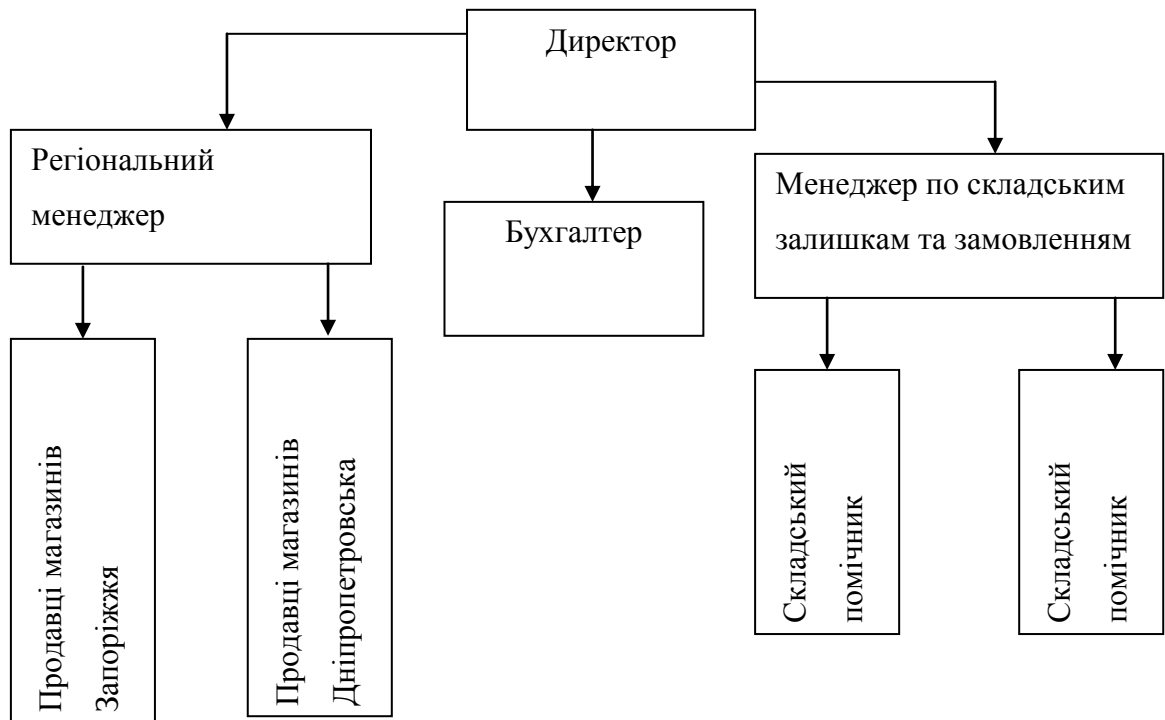 Директор
Регіональний
менеджер
Бухгалтер
Менеджер по складським
залишкам та замовленням
Продавці магазинів
Запоріжжя
Продавці магазинів
Дніпропетровська
Складський
помічник
Складський
помічник